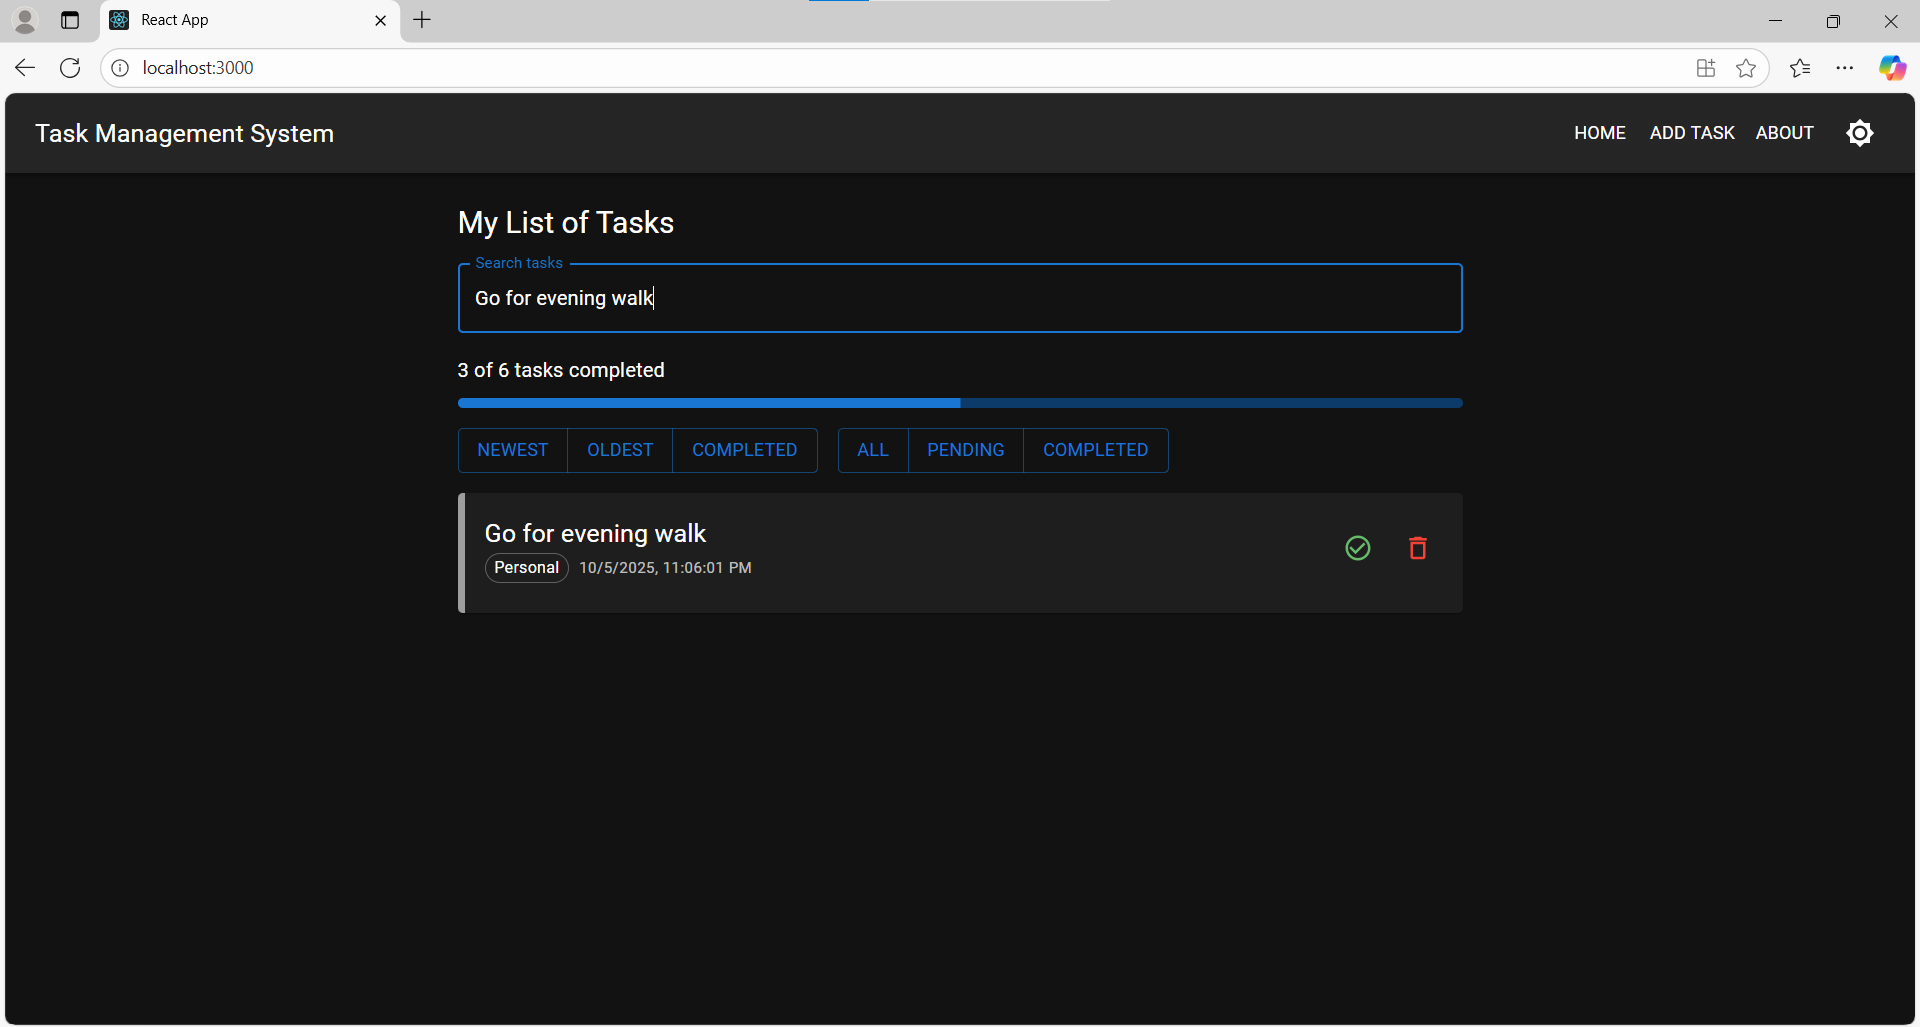 React App
localhost:3000
Task Management System
HOME ADD TASK ABOUT
My List of Tasks
Search tasks
Go for evening walk
3 of 6 tasks completed
NEWEST OLDEST COMPLETED ALL PENDING COMPLETED
Go for evening walk
Personal 10/5/2025, 11:06:01 PM